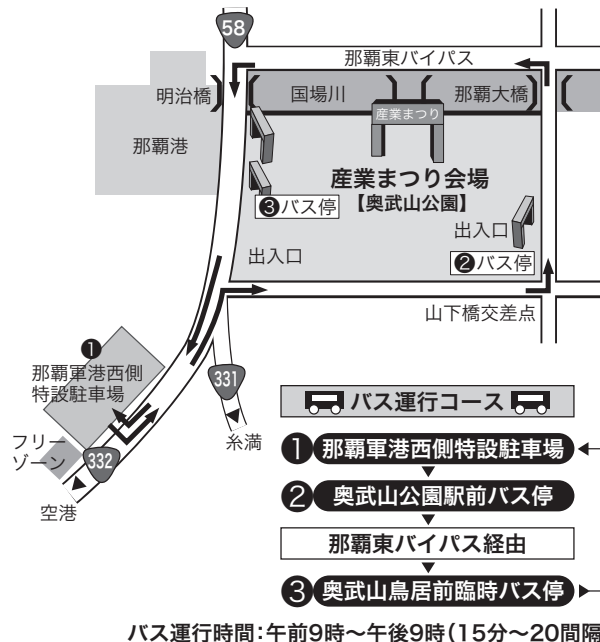 58
那覇東バイパス
明治橋
国場川
那覇大橋
産業まつり
那覇港
産業まつり会場
【奥武山公園】
❸バス停
出入口
❷バス停
出入口
山下橋交差点
❶
那覇軍港西側
特設駐車場
331
糸満
フリー
ゾーン
332
空港
バス運行コース
❶那覇軍港西側特設駐車場
❷奥武山公園駅前バス停
那覇東バイパス経由
❸奥武山鳥居前臨時バス停
バス運行時間：午前9時～午後9時（15分～20間隔